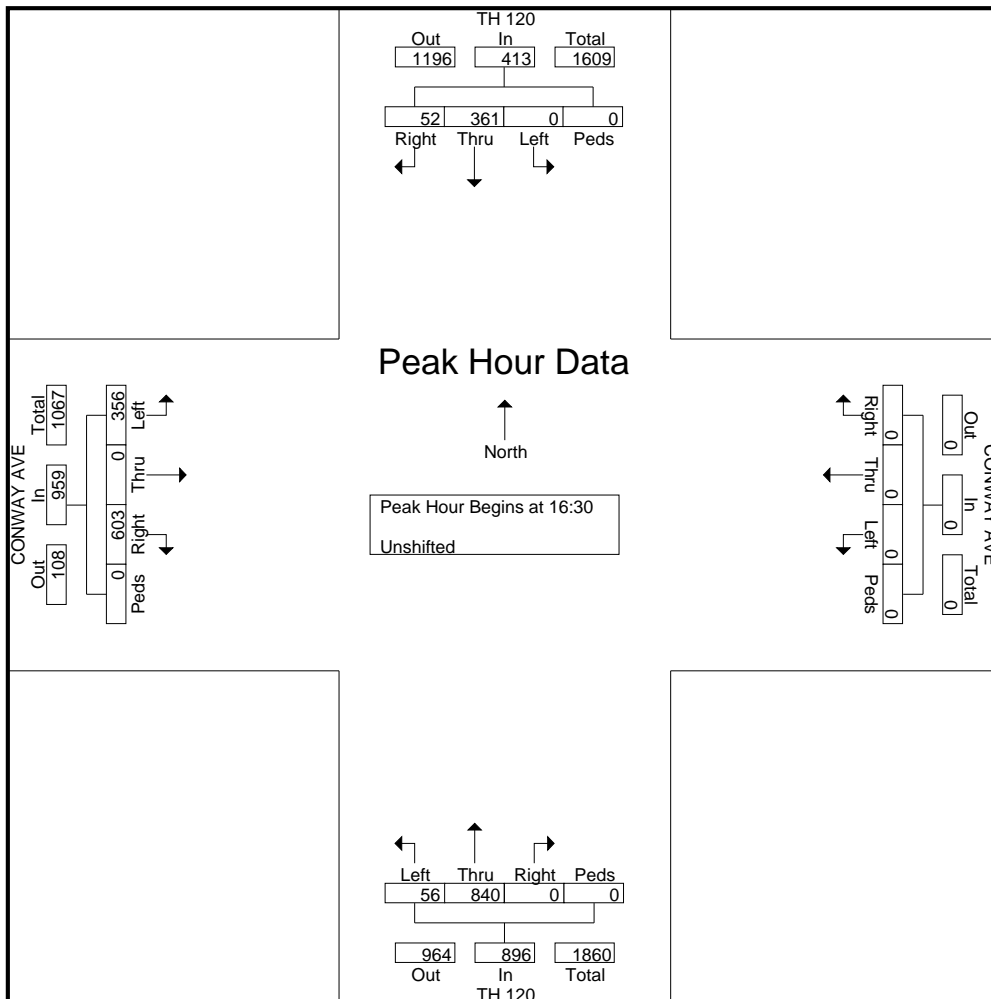 TH 120
Out In Total
1196 413 1609
52 361 0 0
Right Thru Left Peds
Peak Hour Data
North
Peak Hour Begins at 16:30
Unshifted
CONWAY AVE
Total In Out
1067 959 108
356 0 603 0
Left Thru Right Peds
CONWAY AVE
Out In Total
0 0 0
0 0 0 0
Right Thru Left Peds
Left Thru Right Peds
56 840 0 0
964 896 1860
Out In Total
TH 120